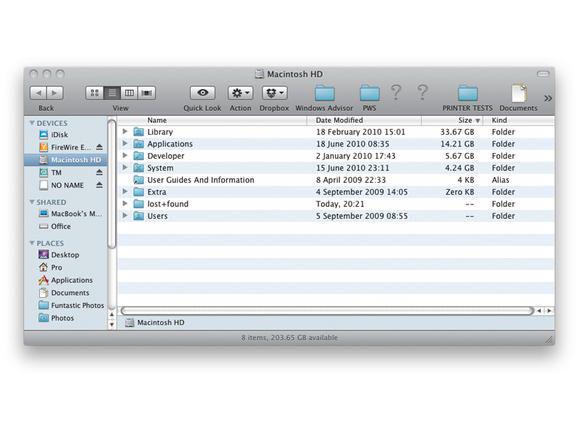 Macintosh HD
Back View Quick Look Action Dropbox Windows Advisor PWS ? ? PRINTER TESTS Documents
DEVICES
iDisk
FireWire E...
Macintosh HD
TM
NO NAME
SHARED
MacBook's M...
Office
PLACES
Desktop
Pro
Applications
Documents
Funtastic Photos
Photos
Name Date Modified Size Kind
Library 18 February 2010 15:01 33.67 GB Folder
Applications 18 June 2010 08:35 14.21 GB Folder
Developer 2 January 2010 17:43 5.67 GB Folder
System 15 June 2010 23:11 4.24 GB Folder
User Guides And Information 8 April 2009 22:33 4 KB Alias
Extra 4 September 2009 14:05 Zero KB Folder
lost+found Today, 20:21 -- Folder
Users 5 September 2009 08:55 -- Folder
Macintosh HD
8 items, 203.65 GB available